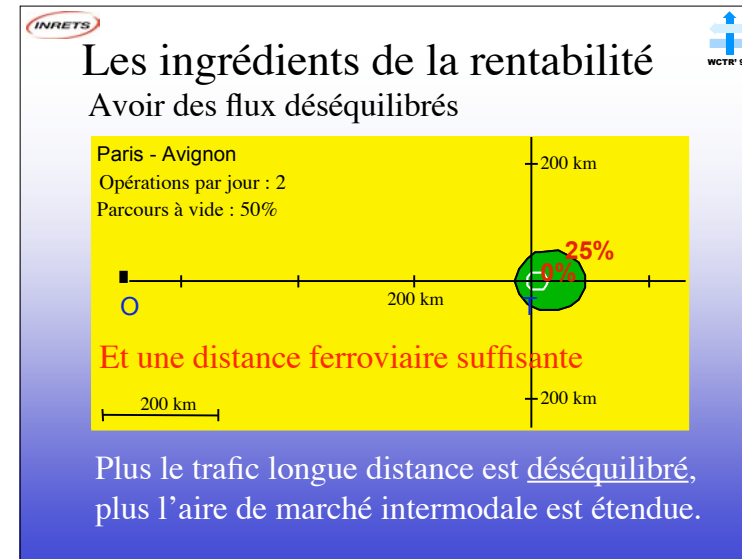 INRETS
WCTR' 9
Les ingrédients de la rentabilité
Avoir des flux déséquilibrés
Paris - Avignon
Opérations par jour : 2
Parcours à vide : 50%
200 km
25%
0%
O
200 km
T
Et une distance ferroviaire suffisante
200 km
200 km
Plus le trafic longue distance est déséquilibré,
plus l’aire de marché intermodale est étendue.